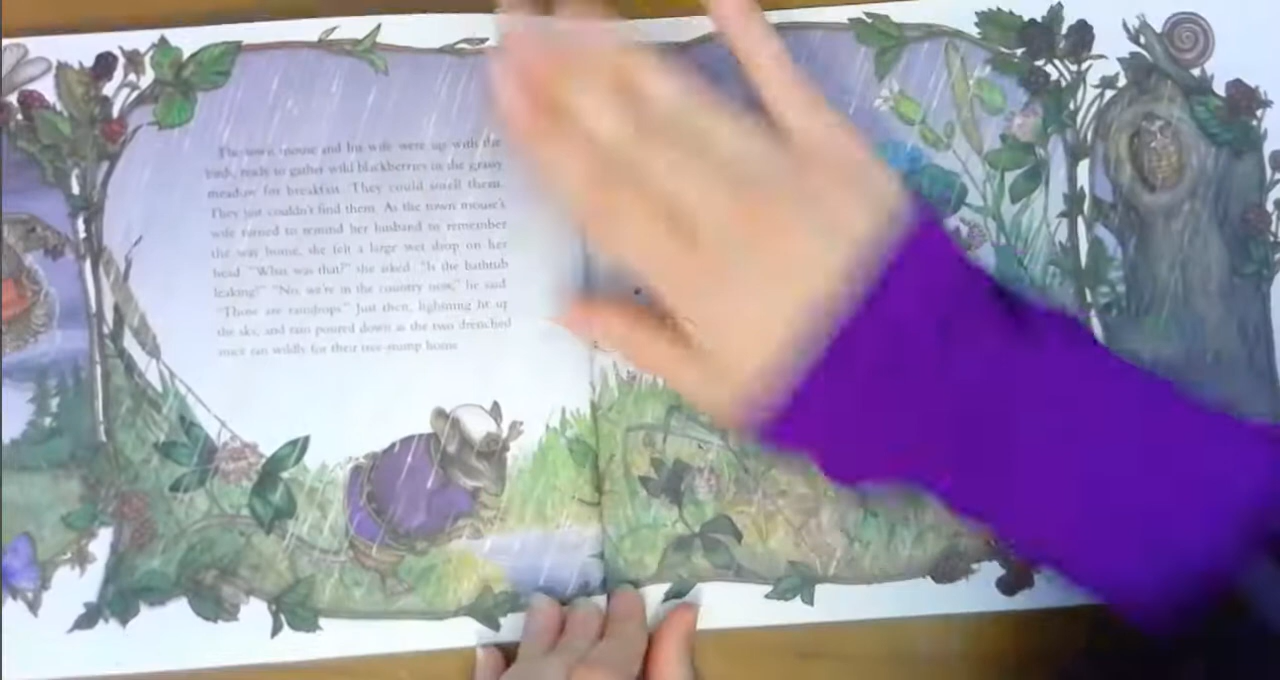 The town mouse and his wife were up with the
birds, ready to gather wild blackberries in the grassy
meadow for breakfast. They could smell them.
They just couldn't find them. As the town mouse's
wife turned to remind her husband to remember
the way home, she felt a large wet drop on her
head. "What was that?" she asked. "Is the bathtub
leaking?" "No, we're in the country now," he said.
"Those are raindrops." Just then, lightning lit up
the sky, and rain poured down as the two drenched
mice ran wildly for their tree-stump home.